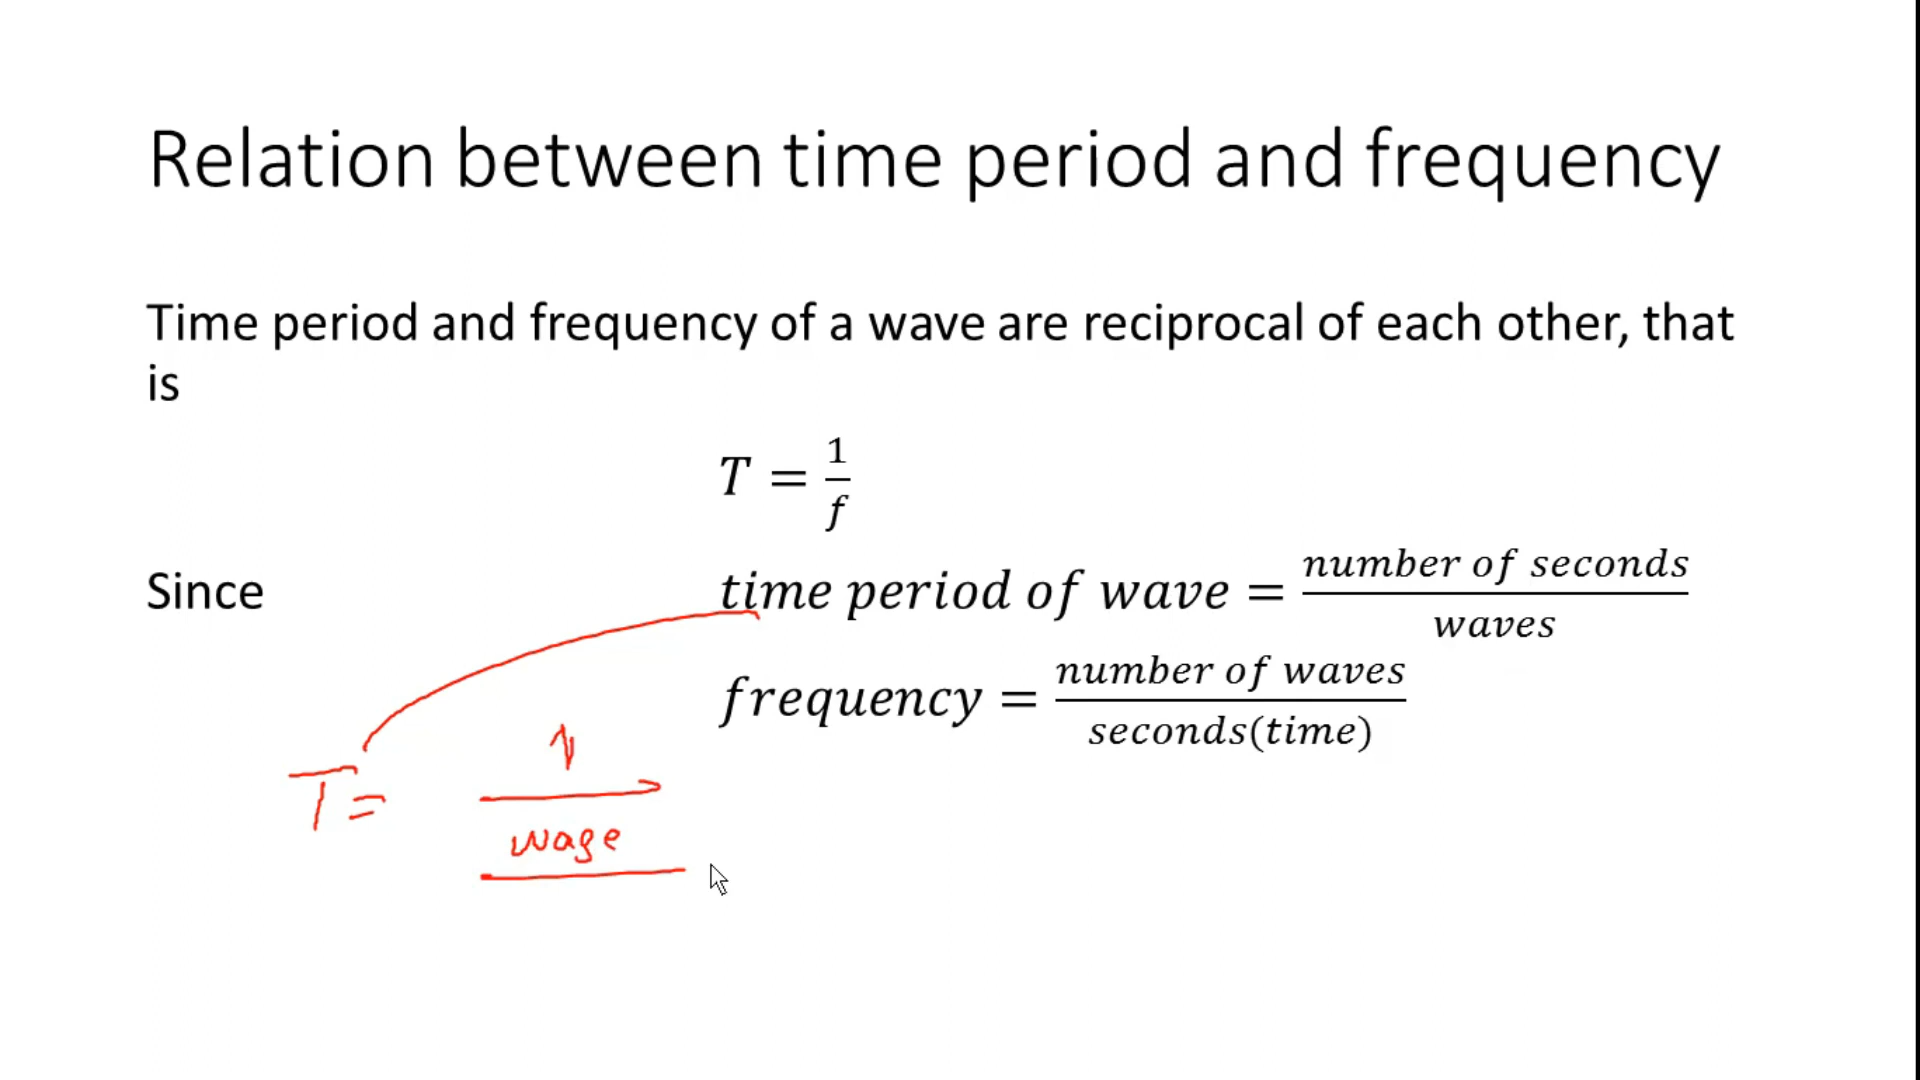 Relation between time period and frequency
Time period and frequency of a wave are reciprocal of each other, that
is
T = 1/f
Since time period of wave = number of seconds/waves
frequency = number of waves/seconds(time)
T =
wage